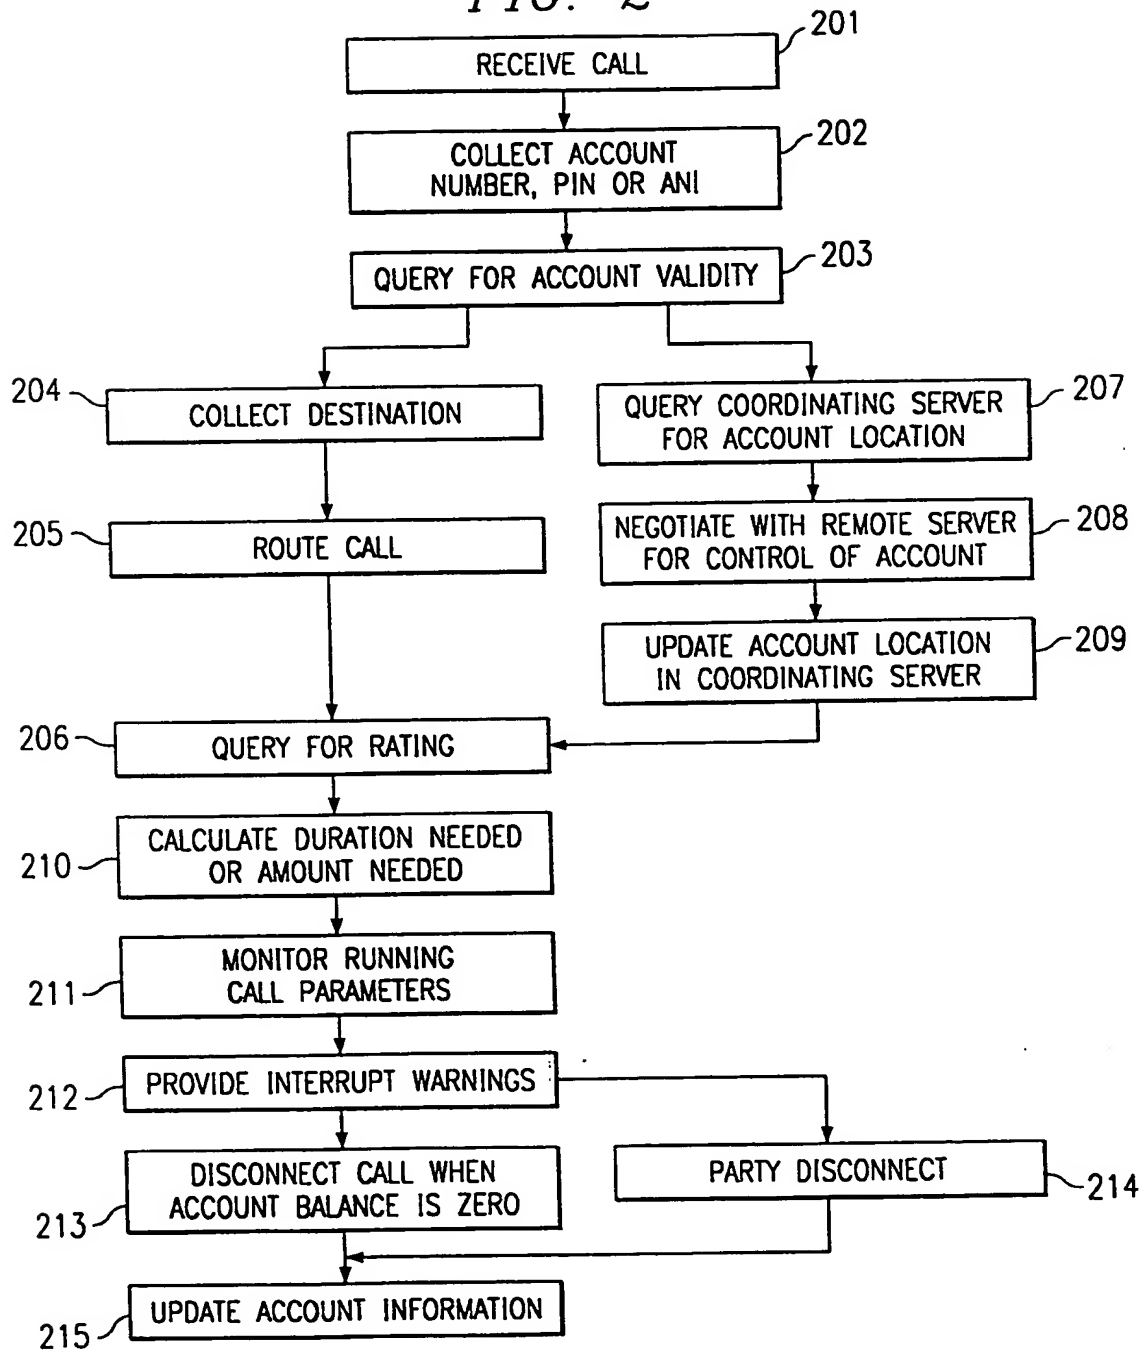 FIG. 2
201
RECEIVE CALL
202
COLLECT ACCOUNT
NUMBER, PIN OR ANI
203
QUERY FOR ACCOUNT VALIDITY
204
COLLECT DESTINATION
207
QUERY COORDINATING SERVER
FOR ACCOUNT LOCATION
205
ROUTE CALL
208
NEGOTIATE WITH REMOTE SERVER
FOR CONTROL OF ACCOUNT
209
UPDATE ACCOUNT LOCATION
IN COORDINATING SERVER
206
QUERY FOR RATING
210
CALCULATE DURATION NEEDED
OR AMOUNT NEEDED
211
MONITOR RUNNING
CALL PARAMETERS
212
PROVIDE INTERRUPT WARNINGS
213
DISCONNECT CALL WHEN
ACCOUNT BALANCE IS ZERO
PARTY DISCONNECT
214
UPDATE ACCOUNT INFORMATION
215